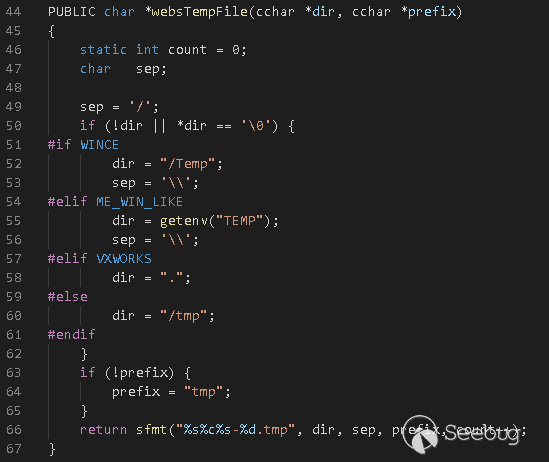 44 PUBLIC char *websTempFile(cchar *dir, cchar *prefix)
45 {
46     static int count = 0;
47     char   sep;
48
49     sep = '/';
50     if (!dir || *dir == '\0') {
51 #if WINCE
52         dir = "/Temp";
53         sep = '\\';
54 #elif ME_WIN_LIKE
55         dir = getenv("TEMP");
56         sep = '\\';
57 #elif VXWORKS
58         dir = ".";
59 #else
60         dir = "/tmp";
61 #endif
62     }
63     if (!prefix) {
64         prefix = "tmp";
65     }
66     return sfmt("%s%c%s-%d.tmp", dir, sep, prefix, count++);
67 }
Seebug